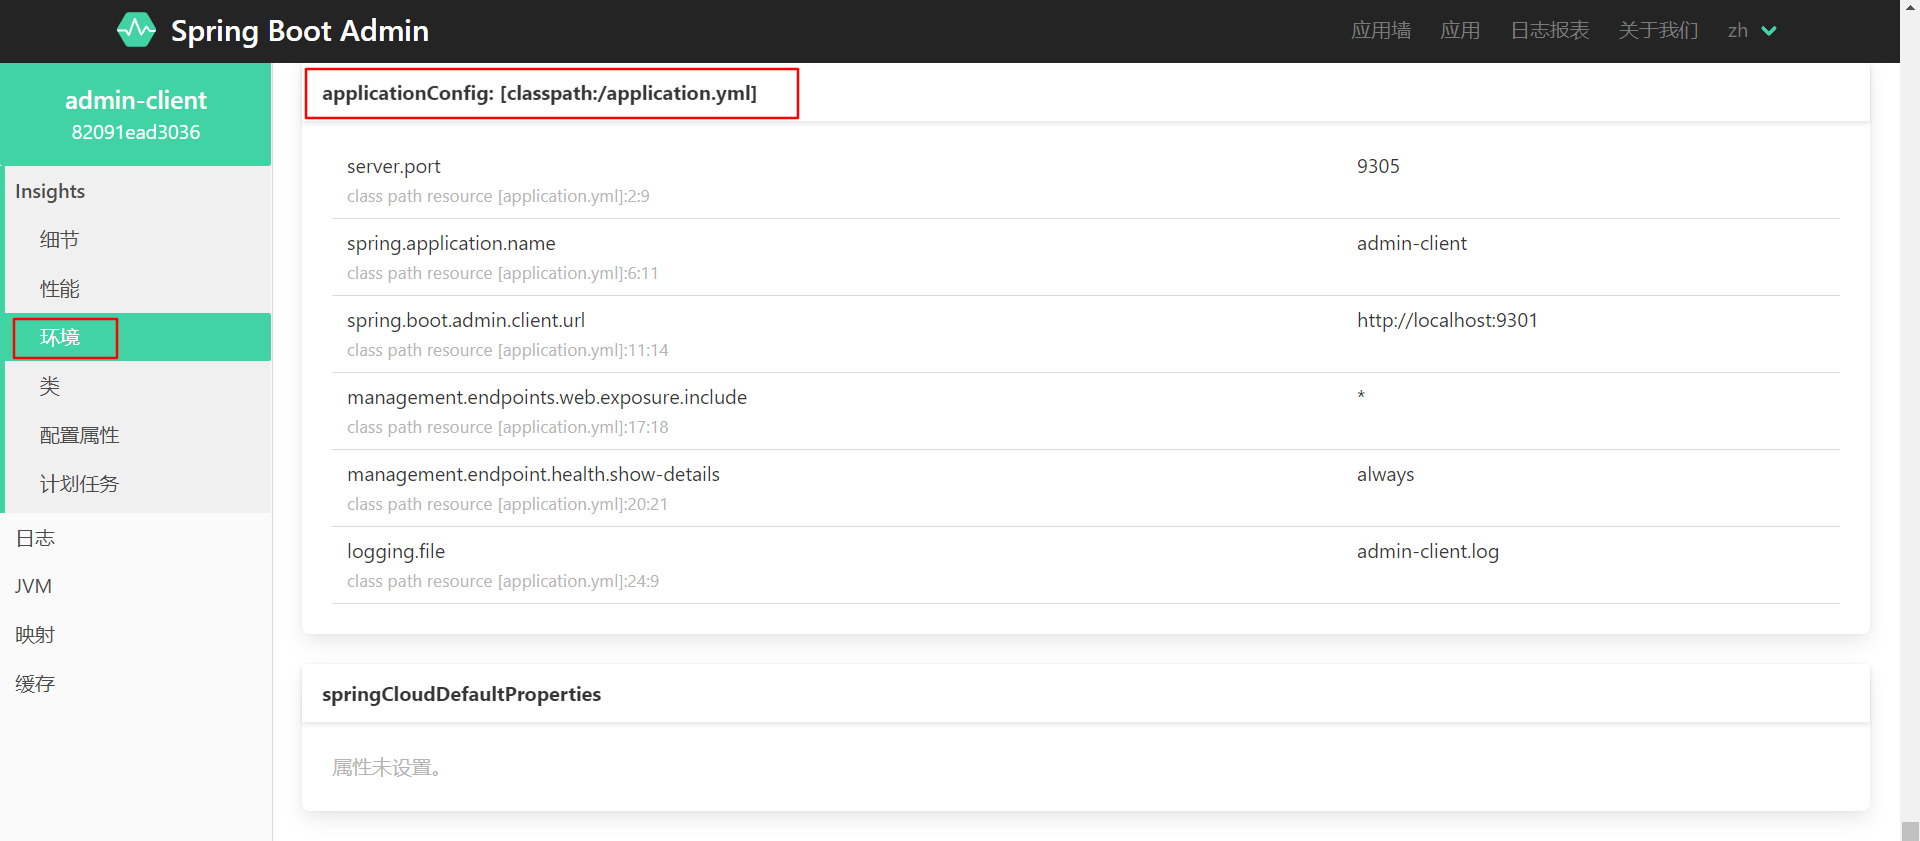 Spring Boot Admin
应用墙 应用 日志报表 关于我们 zh
admin-client
82091ead3036
Insights
细节
性能
环境
类
配置属性
计划任务
日志
JVM
映射
缓存
applicationConfig: [classpath:/application.yml]
server.port 9305
class path resource [application.yml]:2:9
spring.application.name admin-client
class path resource [application.yml]:6:11
spring.boot.admin.client.url http://localhost:9301
class path resource [application.yml]:11:14
management.endpoints.web.exposure.include *
class path resource [application.yml]:17:18
management.endpoint.health.show-details always
class path resource [application.yml]:20:21
logging.file admin-client.log
class path resource [application.yml]:24:9
springCloudDefaultProperties
属性未设置。